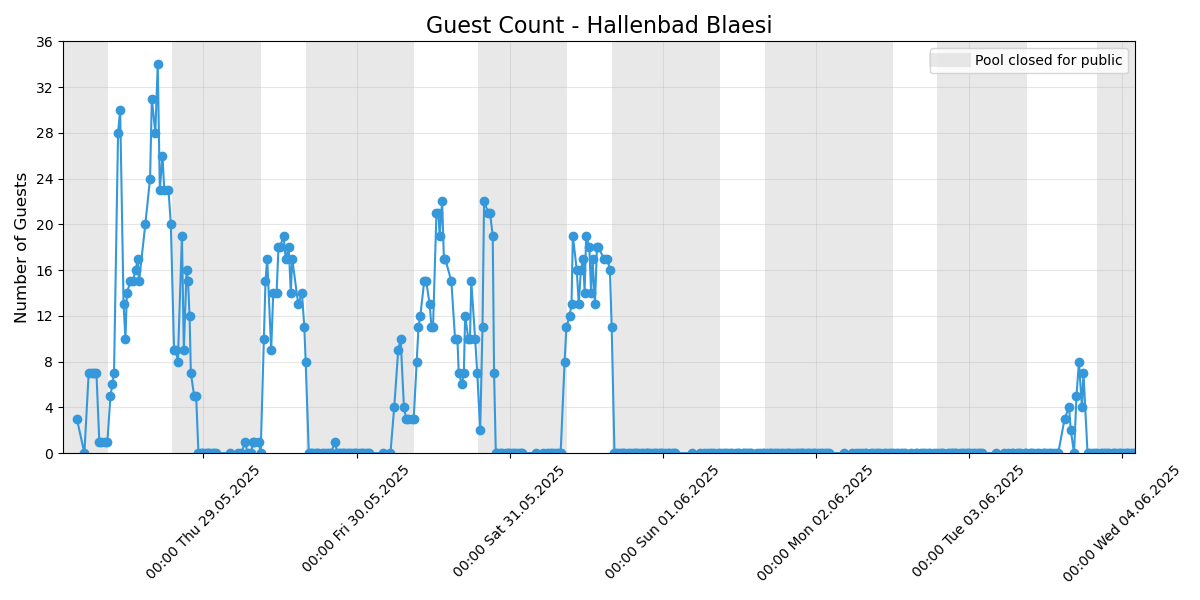 Guest Count - Hallenbad Blaesi
Pool closed for public
Number of Guests
36
32
28
24
20
16
12
8
4
0
00:00 Thu 29.05.2025
00:00 Fri 30.05.2025
00:00 Sat 31.05.2025
00:00 Sun 01.06.2025
00:00 Mon 02.06.2025
00:00 Tue 03.06.2025
00:00 Wed 04.06.2025